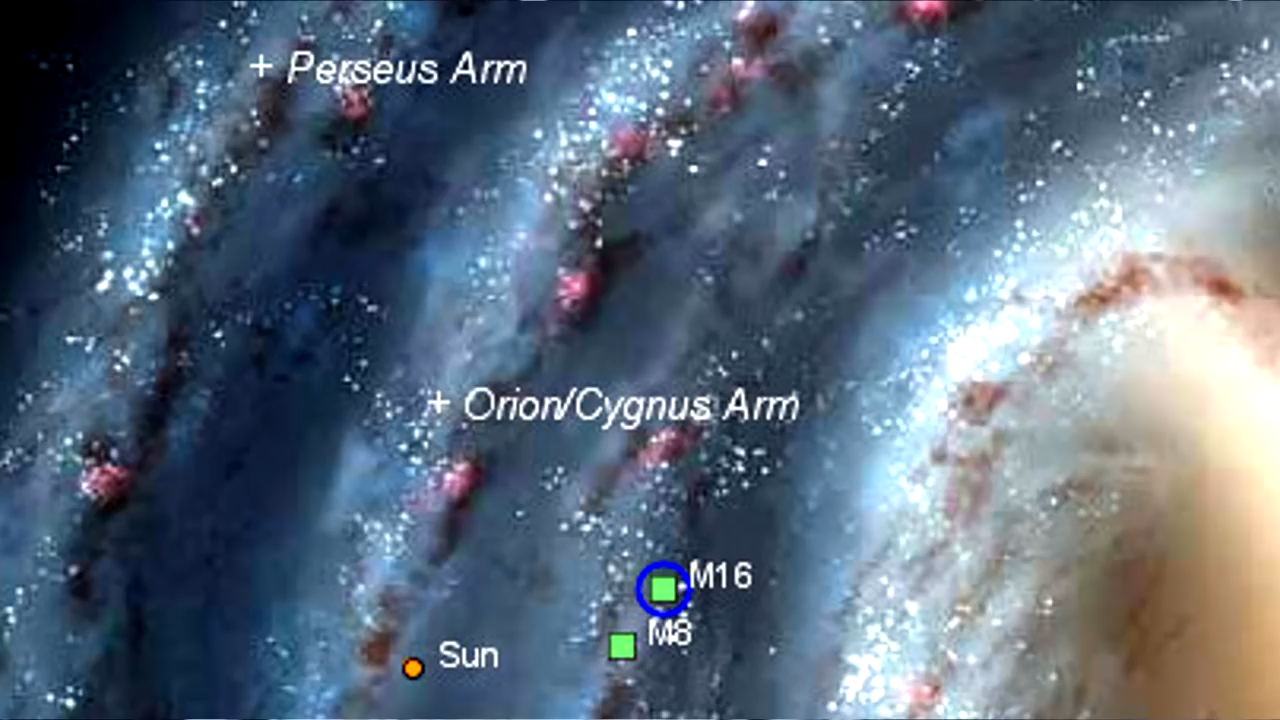 + Perseus Arm
+ Orion/Cygnus Arm
M16
M8
Sun